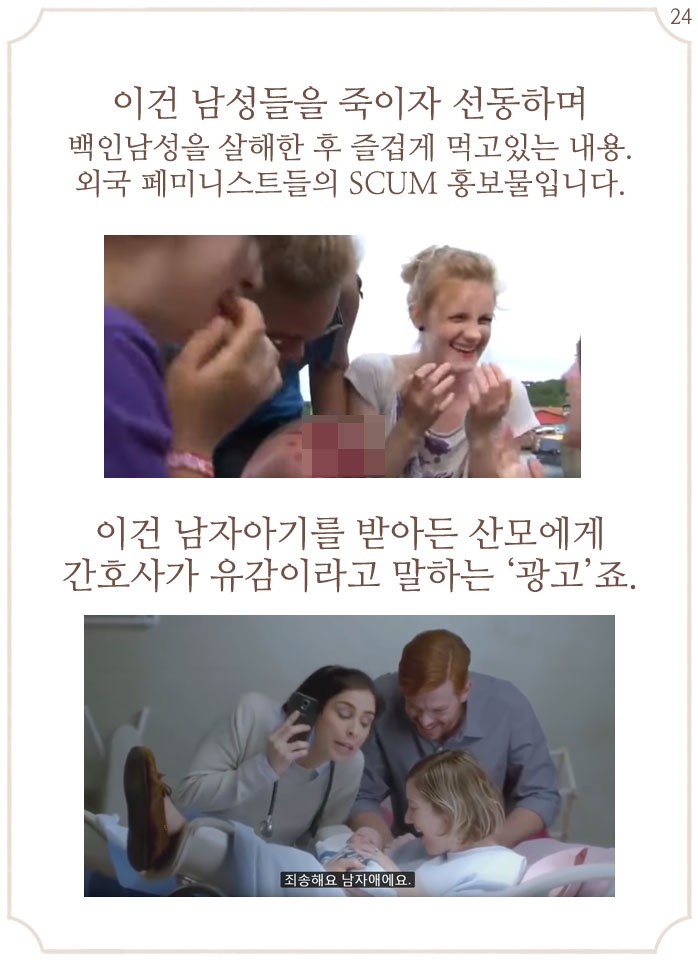 24
이건 남성들을 죽이자 선동하며
백인남성을 살해한 후 즐겁게 먹고있는 내용.
외국 페미니스트들의 SCUM 홍보물입니다.
이건 남자아기를 받아든 산모에게
간호사가 유감이라고 말하는 ‘광고’죠.
죄송해요 남자애에요.